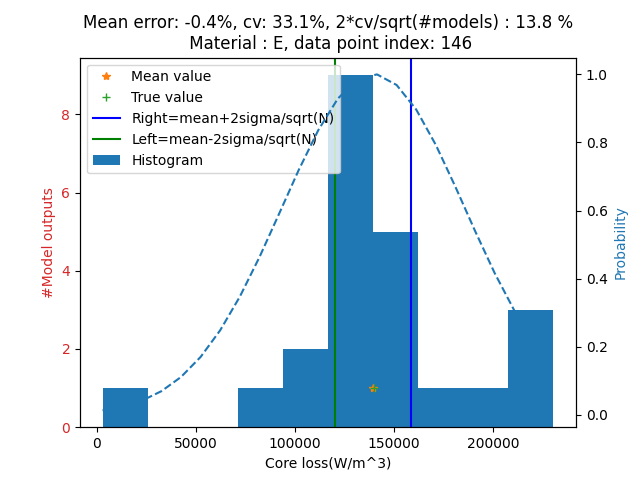 Mean error: -0.4%, cv: 33.1%, 2*cv/sqrt(#models) : 13.8 %
Material : E, data point index: 146
Mean value
True value
Right=mean+2sigma/sqrt(N)
Left=mean-2sigma/sqrt(N)
Histogram
#Model outputs
8
6
4
2
0
1.0
0.8
0.6
0.4
0.2
0.0
Probability
0 50000 100000 150000 200000
Core loss(W/m^3)